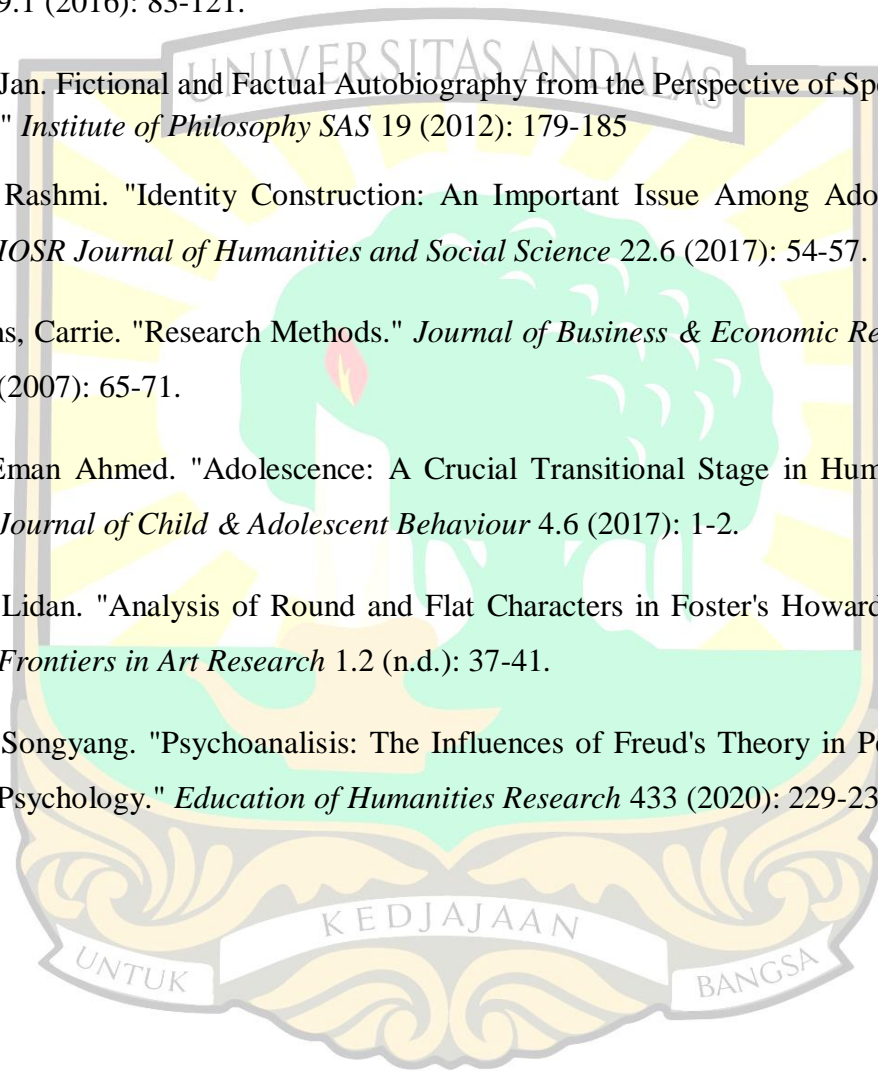 9.1 (2016): 83-121.
UNIVERSITAS ANDALAS
Jan. Fictional and Factual Autobiography from the Perspective of Spe
" Institute of Philosophy SAS 19 (2012): 179-185
Rashmi. "Identity Construction: An Important Issue Among Ado
IOSR Journal of Humanities and Social Science 22.6 (2017): 54-57.
ns, Carrie. "Research Methods." Journal of Business & Economic Re
(2007): 65-71.
Eman Ahmed. "Adolescence: A Crucial Transitional Stage in Hum
Journal of Child & Adolescent Behaviour 4.6 (2017): 1-2.
Lidan. "Analysis of Round and Flat Characters in Foster's Howard
Frontiers in Art Research 1.2 (n.d.): 37-41.
Songyang. "Psychoanalisis: The Influences of Freud's Theory in Pe
Psychology." Education of Humanities Research 433 (2020): 229-23
UNTUK KEDJAJAAN BANGSA